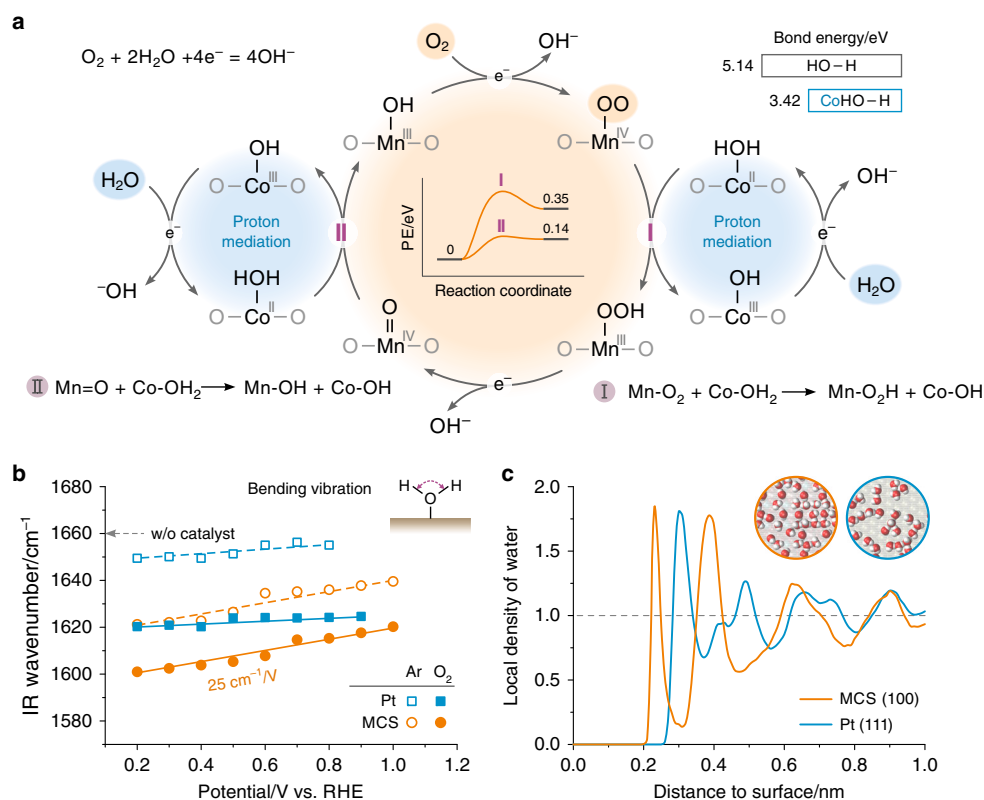 a
O₂ + 2H₂O +4e⁻ = 4OH⁻
O₂
OH⁻
e⁻
Bond energy/eV
5.14 HO–H
3.42 CoHO–H
OH
O–Mn–O
III
OO
O–Mn–O
IV
H₂O
OH
O–Co–O
III
Proton
mediation
e⁻
HOH
O–Co–O
II
⁻OH
II
PE/eV
I
II
0
0.35
0.14
Reaction coordinate
I
HOH
O–Co–O
II
OH⁻
Proton
mediation
e⁻
OH
O–Co–O
III
H₂O
O
O–Mn–O
IV
OOH
O–Mn–O
III
e⁻
OH⁻
II Mn=O + Co-OH₂ → Mn-OH + Co-OH
I Mn-O₂ + Co-OH₂ → Mn-O₂H + Co-OH
b
IR wavenumber/cm⁻¹
1680
1660
1640
1620
1600
1580
Bending vibration
H O H
w/o catalyst
25 cm⁻¹/V
Ar O₂
Pt
MCS
0.2 0.4 0.6 0.8 1.0 1.2
Potential/V vs. RHE
c
Local density of water
2.0
1.5
1.0
0.5
0.0
MCS (100)
Pt (111)
0.0 0.2 0.4 0.6 0.8 1.0
Distance to surface/nm